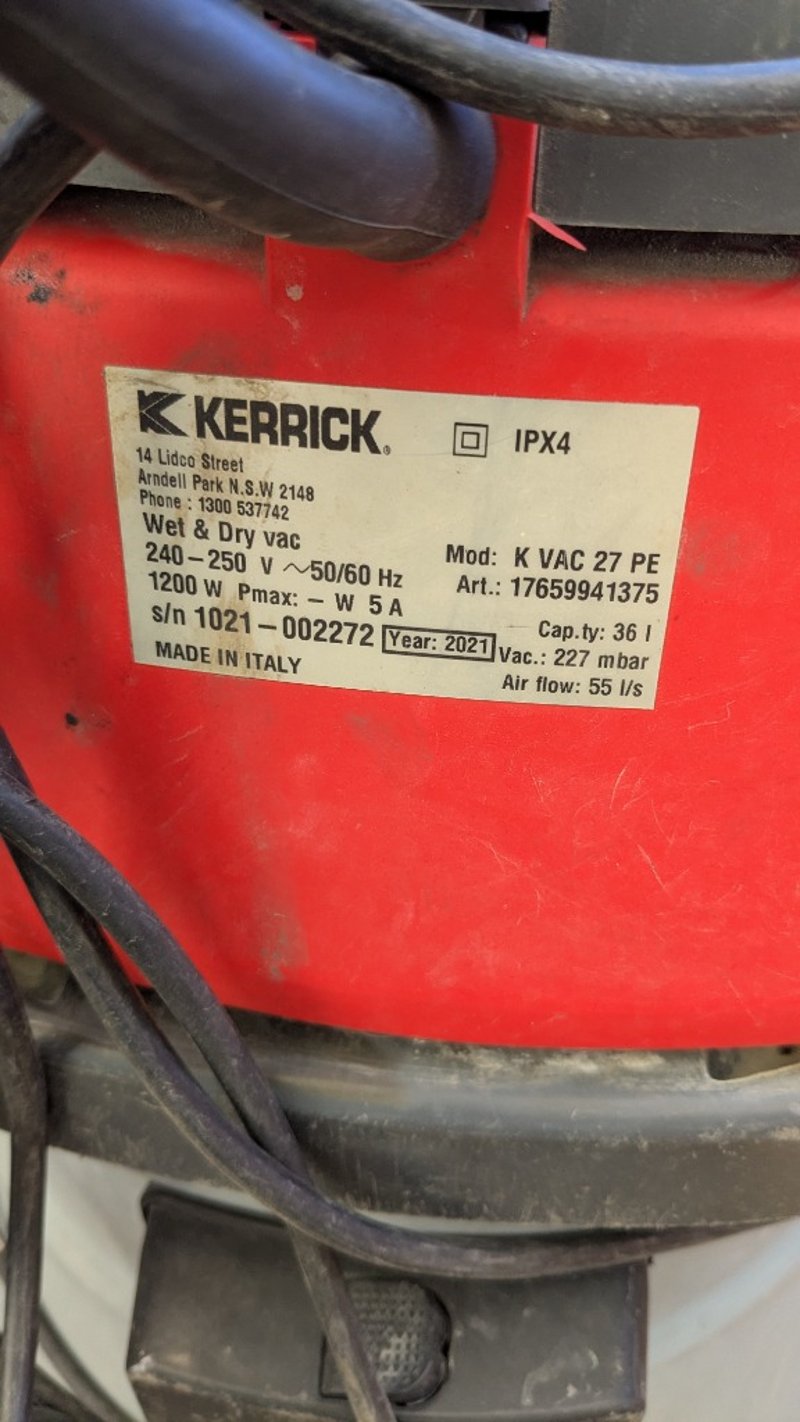 KERRICK®
IPX4
14 Lidco Street
Arndell Park N.S.W 2148
Phone : 1300 537742
Wet & Dry vac
240–250 V ~50/60 Hz
1200 W Pmax: – W 5 A
s/n 1021–002272 Year: 2021
MADE IN ITALY
Mod: K VAC 27 PE
Art.: 17659941375
Cap.ty: 36 l
Vac.: 227 mbar
Air flow: 55 l/s